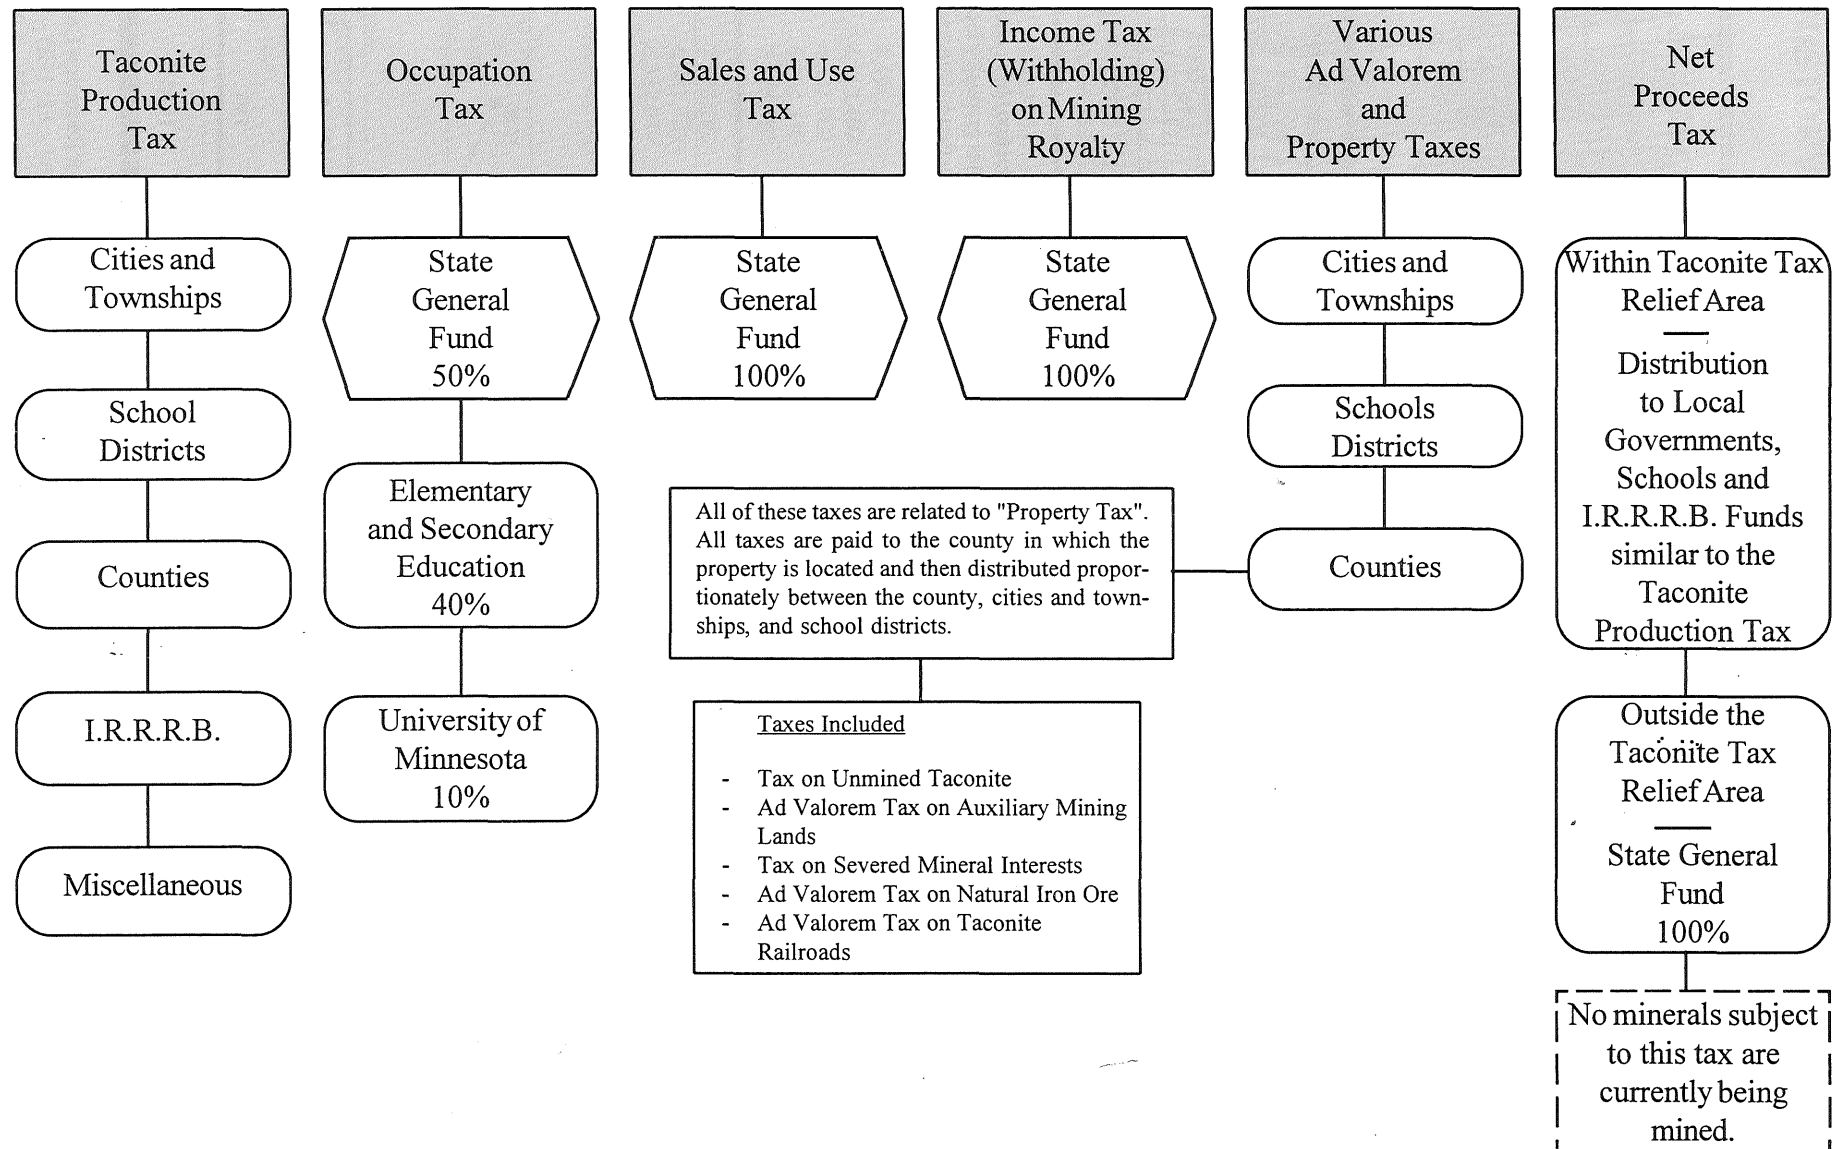 Taconite
Production
Tax
Cities and
Townships
School
Districts
Counties
I.R.R.R.B.
Miscellaneous
Occupation
Tax
State
General
Fund
50%
Elementary
and Secondary
Education
40%
University of
Minnesota
10%
Sales and Use
Tax
State
General
Fund
100%
Income Tax
(Withholding)
on Mining
Royalty
State
General
Fund
100%
Various
Ad Valorem
and
Property Taxes
Cities and
Townships
Schools
Districts
Counties
All of these taxes are related to "Property Tax".
All taxes are paid to the county in which the
property is located and then distributed propor-
tionately between the county, cities and town-
ships, and school districts.
Taxes Included
- Tax on Unmined Taconite
- Ad Valorem Tax on Auxiliary Mining
Lands
- Tax on Severed Mineral Interests
- Ad Valorem Tax on Natural Iron Ore
- Ad Valorem Tax on Taconite
Railroads
Net
Proceeds
Tax
Within Taconite Tax
Relief Area
Distribution
to Local
Governments,
Schools and
I.R.R.R.B. Funds
similar to the
Taconite
Production Tax
Outside the
Taconite Tax
Relief Area
State General
Fund
100%
No minerals subject
to this tax are
currently being
mined.